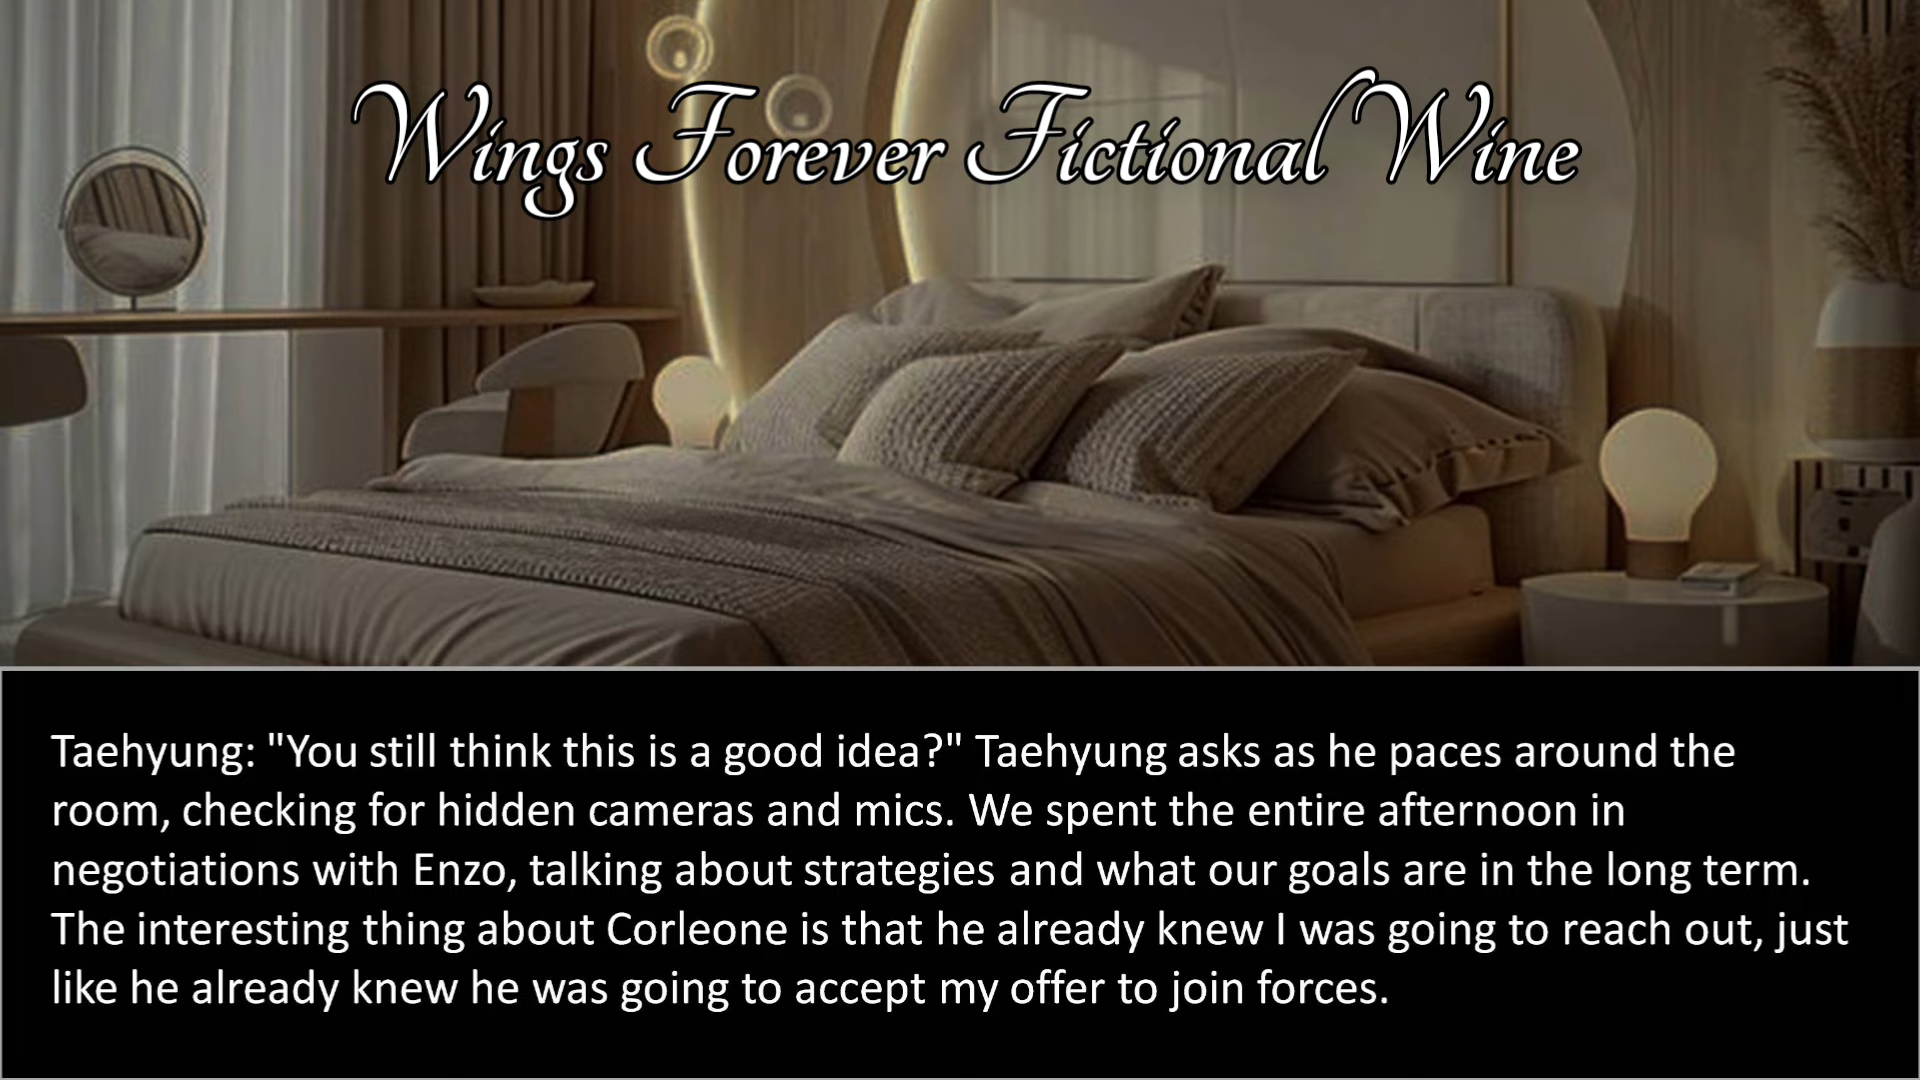 Wings Forever Fictional Wine
Taehyung: "You still think this is a good idea?" Taehyung asks as he paces around the
room, checking for hidden cameras and mics. We spent the entire afternoon in
negotiations with Enzo, talking about strategies and what our goals are in the long term.
The interesting thing about Corleone is that he already knew I was going to reach out, just
like he already knew he was going to accept my offer to join forces.